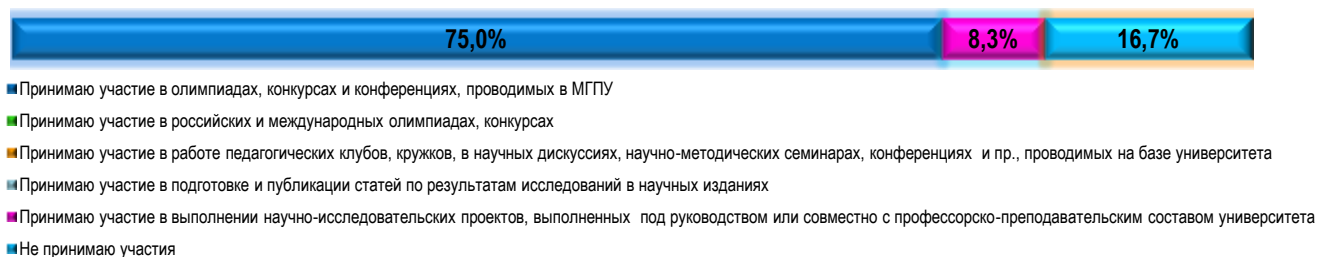 75,0% 8,3% 16,7%
Принимаю участие в олимпиадах, конкурсах и конференциях, проводимых в МГПУ
Принимаю участие в российских и международных олимпиадах, конкурсах
Принимаю участие в работе педагогических клубов, кружков, в научных дискуссиях, научно-методических семинарах, конференциях и пр., проводимых на базе университета
Принимаю участие в подготовке и публикации статей по результатам исследований в научных изданиях
Принимаю участие в выполнении научно-исследовательских проектов, выполненных под руководством или совместно с профессорско-преподавательским составом университета
Не принимаю участия